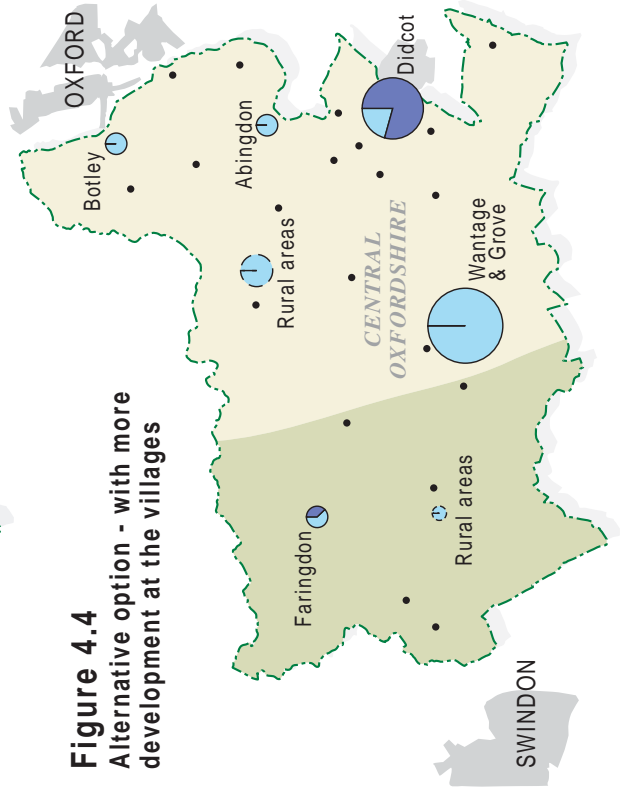 Figure 4.4
Alternative option - with more
development at the villages
OXFORD
Botley
Abingdon
Didcot
Rural areas
CENTRAL
OXFORDSHIRE
Wantage
& Grove
Faringdon
Rural areas
SWINDON